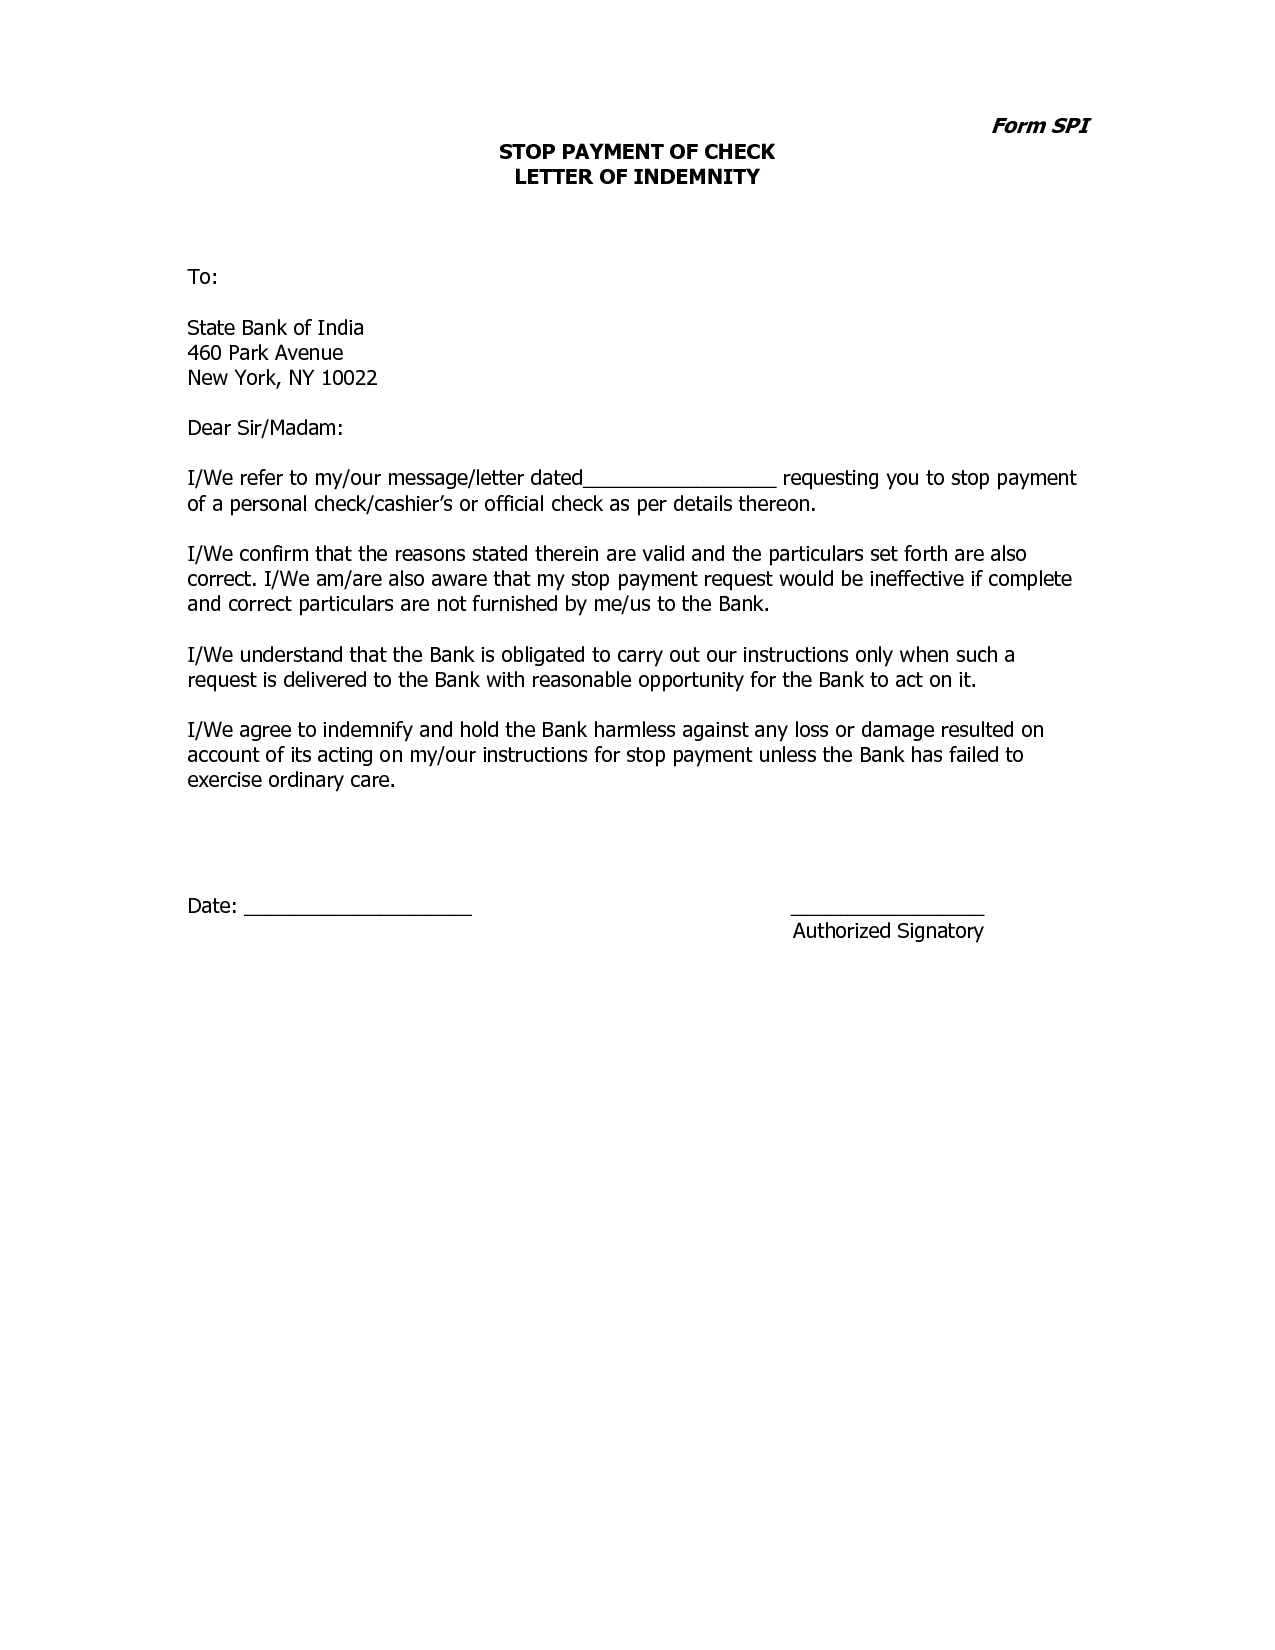 Form SPI
STOP PAYMENT OF CHECK
LETTER OF INDEMNITY
To:
State Bank of India
460 Park Avenue
New York, NY 10022
Dear Sir/Madam:
I/We refer to my/our message/letter dated_________________ requesting you to stop payment
of a personal check/cashier’s or official check as per details thereon.
I/We confirm that the reasons stated therein are valid and the particulars set forth are also
correct. I/We am/are also aware that my stop payment request would be ineffective if complete
and correct particulars are not furnished by me/us to the Bank.
I/We understand that the Bank is obligated to carry out our instructions only when such a
request is delivered to the Bank with reasonable opportunity for the Bank to act on it.
I/We agree to indemnify and hold the Bank harmless against any loss or damage resulted on
account of its acting on my/our instructions for stop payment unless the Bank has failed to
exercise ordinary care.
Date: ____________________ _________________
Authorized Signatory